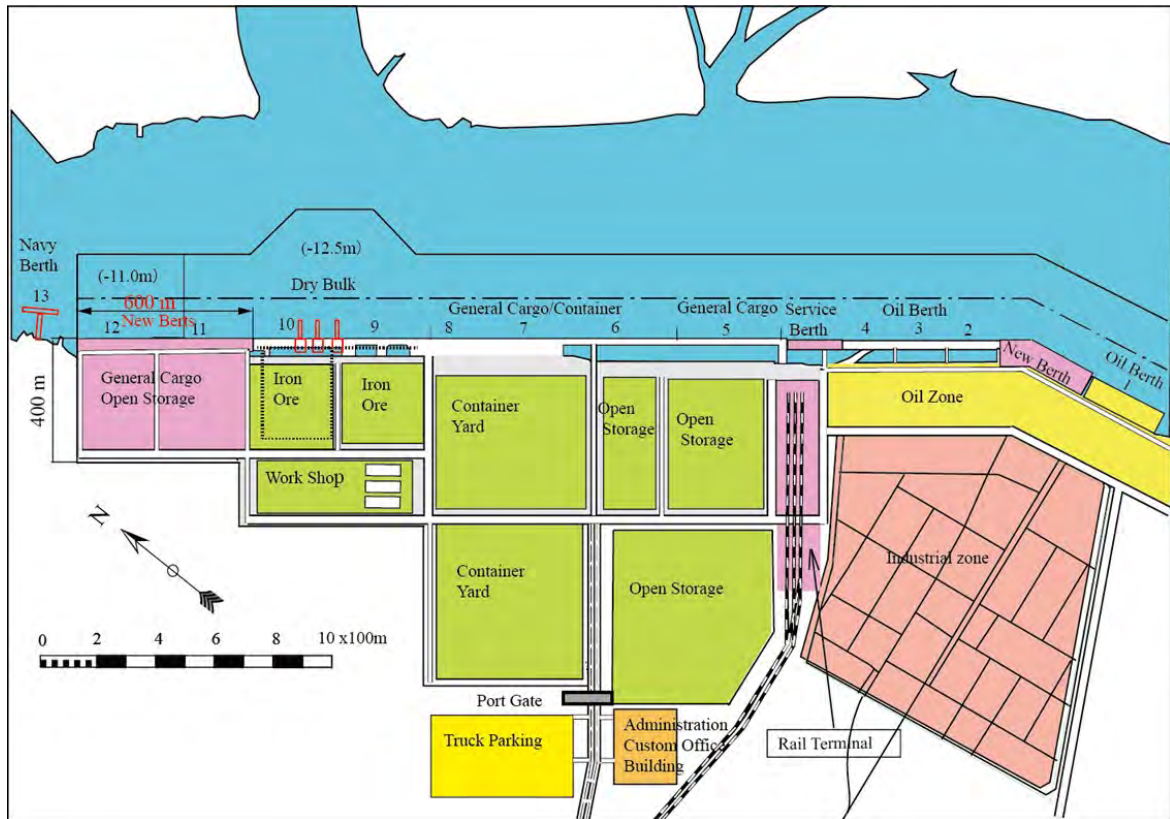 (-12.5m)
Navy
Berth
13
(-11.0m)
600 m
New Berts
Dry Bulk
General Cargo/Container
General Cargo
Service
Berth
Oil Berth
12
11
10
9
8
7
6
5
4
3
2
New Berth
Oil Berth
1
400 m
General Cargo
Open Storage
Iron
Ore
Iron
Ore
Container
Yard
Open
Storage
Open
Storage
Oil Zone
Work Shop
N
Container
Yard
Open Storage
Industrial zone
0 2 4 6 8 10 x100m
Port Gate
Truck Parking
Administration
Custom Office
Building
Rail Terminal